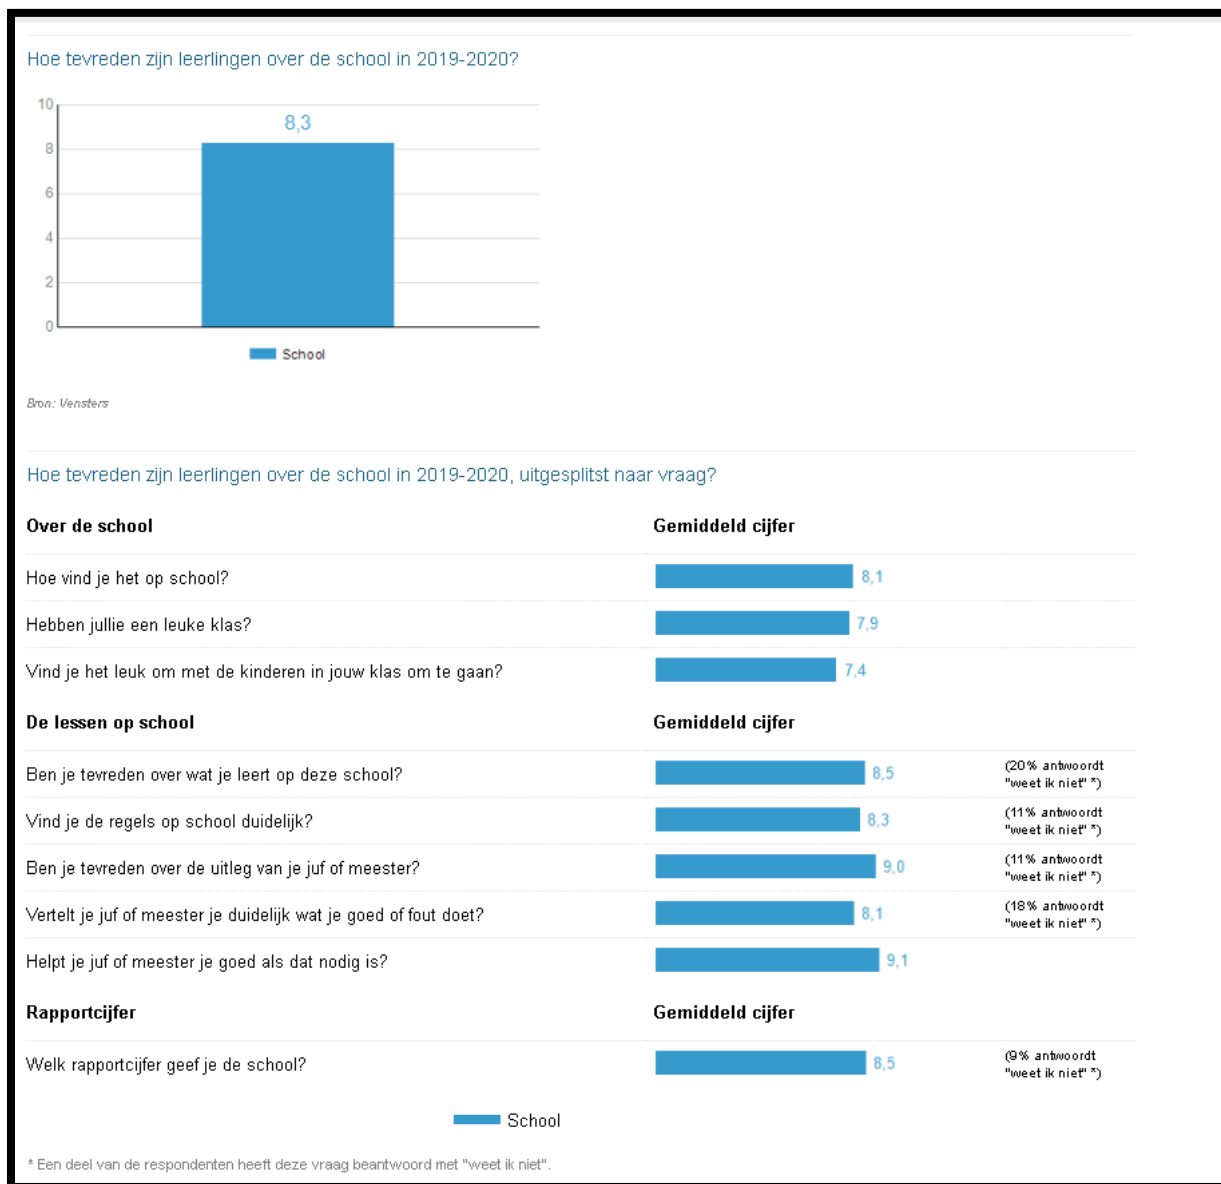 Hoe tevreden zijn leerlingen over de school in 2019-2020?
10
8,3
8
6
4
2
0
School
Bron: Vensters
Hoe tevreden zijn leerlingen over de school in 2019-2020, uitgesplitst naar vraag?
Over de school Gemiddeld cijfer
Hoe vind je het op school? 8,1
Hebben jullie een leuke klas? 7,9
Vind je het leuk om met de kinderen in jouw klas om te gaan? 7,4
De lessen op school Gemiddeld cijfer
Ben je tevreden over wat je leert op deze school? 8,5 (20% antwoordt
"weet ik niet" *)
Vind je de regels op school duidelijk? 8,3 (11% antwoordt
"weet ik niet" *)
Ben je tevreden over de uitleg van je juf of meester? 9,0 (11% antwoordt
"weet ik niet" *)
Vertelt je juf of meester je duidelijk wat je goed of fout doet? 8,1 (18% antwoordt
"weet ik niet" *)
Helpt je juf of meester je goed als dat nodig is? 9,1
Rapportcijfer Gemiddeld cijfer
Welk rapportcijfer geef je de school? 8,5 (9% antwoordt
"weet ik niet" *)
School
* Een deel van de respondenten heeft deze vraag beantwoord met "weet ik niet".